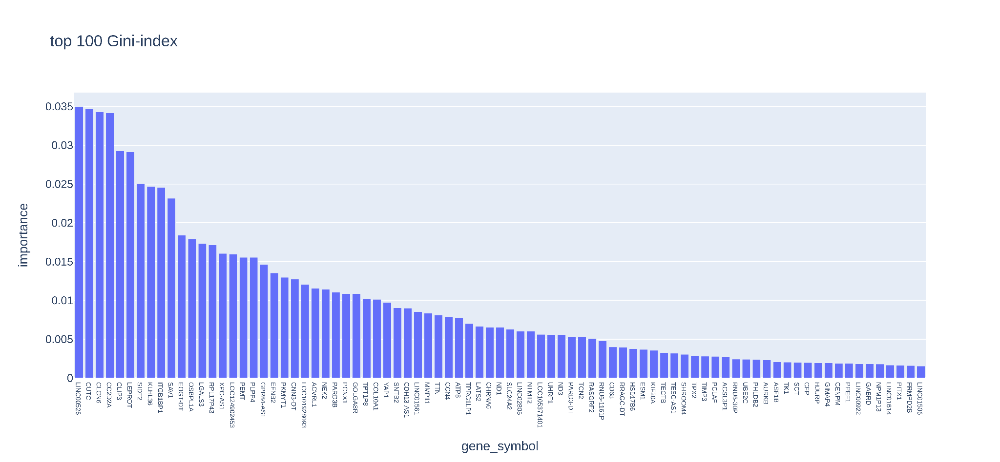 top 100 Gini-index
importance
0.035
0.03
0.025
0.02
0.015
0.01
0.005
0
LINC00526
CUTC
CLCN6
CC2D2A
CLIP3
LEPROT
SIDT2
KLHL36
ITGB1BP1
SAV1
EOGT-DT
OSBPL1A
LGALS3
RPL17P43
XPC-AS1
LOC124902453
PEMT
PLPP4
GPR84-AS1
EFNB2
PKMYT1
CNN3-DT
LOC101928093
ACVRL1
NEK2
PARD3B
PCNX1
GOLGA8R
TPT1P8
COL10A1
YAP1
SNTB2
CDH13-AS1
LINC01561
MMP11
TTN
CCN4
ATP8
TPRG1LP1
LATS2
CHRNA6
ND1
SLC24A2
LINC02805
NTMT2
LOC105371401
UHRF1
ND3
PARD3-DT
TCN2
RASGRF2
RNU6-1161P
CD68
RRAGC-DT
HSD17B6
ESM1
KIF20A
TECTB
TESC-AS1
SHROOM4
TPX2
TIMP3
PCLAF
ACSL3P1
RNU6-30P
UBE2C
PHLDB2
AURKB
ASF1B
TK1
SCT
CFP
HJURP
GIMAP4
CENPM
PPEF1
LINC00922
GABRD
NPM1P13
LINC01614
PITX1
FRMPD2B
LINC01506
gene_symbol